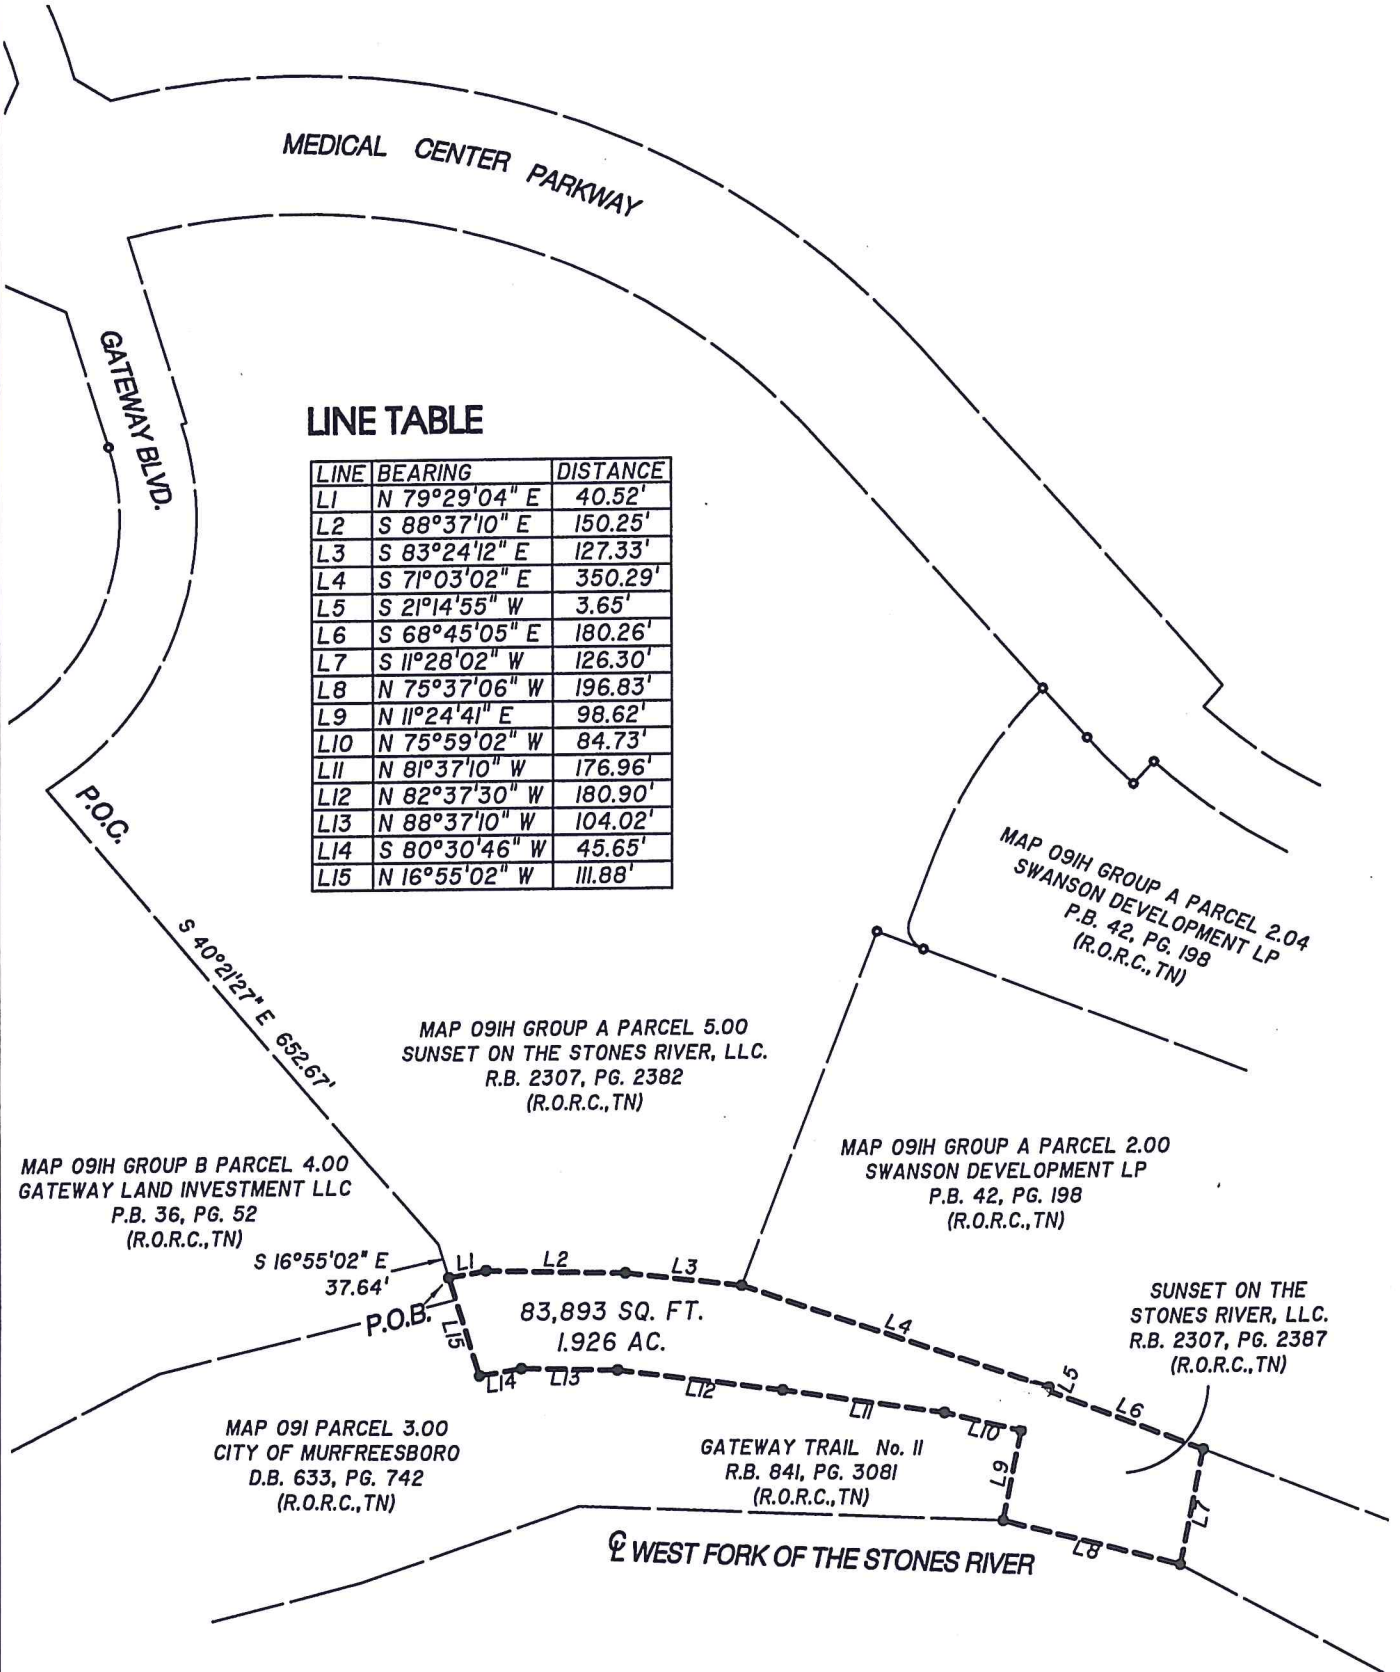 MEDICAL CENTER PARKWAY
GATEWAY BLVD.
LINE TABLE
LINE BEARING DISTANCE
L1 N 79°29'04" E 40.52'
L2 S 88°37'10" E 150.25'
L3 S 83°24'12" E 127.33'
L4 S 71°03'02" E 350.29'
L5 S 21°14'55" W 3.65'
L6 S 68°45'05" E 180.26'
L7 S 11°28'02" W 126.30'
L8 N 75°37'06" W 196.83'
L9 N 11°24'41" E 98.62'
L10 N 75°59'02" W 84.73'
L11 N 81°37'10" W 176.96'
L12 N 82°37'30" W 180.90'
L13 N 88°37'10" W 104.02'
L14 S 80°30'46" W 45.65'
L15 N 16°55'02" W 111.88'
P.O.C.
S 40°21'27" E 652.67'
MAP 091H GROUP A PARCEL 2.04
SWANSON DEVELOPMENT LP
P.B. 42, PG. 198
(R.O.R.C., TN)
MAP 091H GROUP A PARCEL 5.00
SUNSET ON THE STONES RIVER, LLC.
R.B. 2307, PG. 2382
(R.O.R.C., TN)
MAP 091H GROUP A PARCEL 2.00
SWANSON DEVELOPMENT LP
P.B. 42, PG. 198
(R.O.R.C., TN)
MAP 091H GROUP B PARCEL 4.00
GATEWAY LAND INVESTMENT LLC
P.B. 36, PG. 52
(R.O.R.C., TN)
S 16°55'02" E
37.64'
P.O.B.
L1
L2
L3
L4
L5
L6
L7
L8
L9
L10
L11
L12
L13
L14
L15
83,893 SQ. FT.
1.926 AC.
SUNSET ON THE
STONES RIVER, LLC.
R.B. 2307, PG. 2387
(R.O.R.C., TN)
MAP 091 PARCEL 3.00
CITY OF MURFREESBORO
D.B. 633, PG. 742
(R.O.R.C., TN)
GATEWAY TRAIL No. II
R.B. 841, PG. 3081
(R.O.R.C., TN)
℄ WEST FORK OF THE STONES RIVER